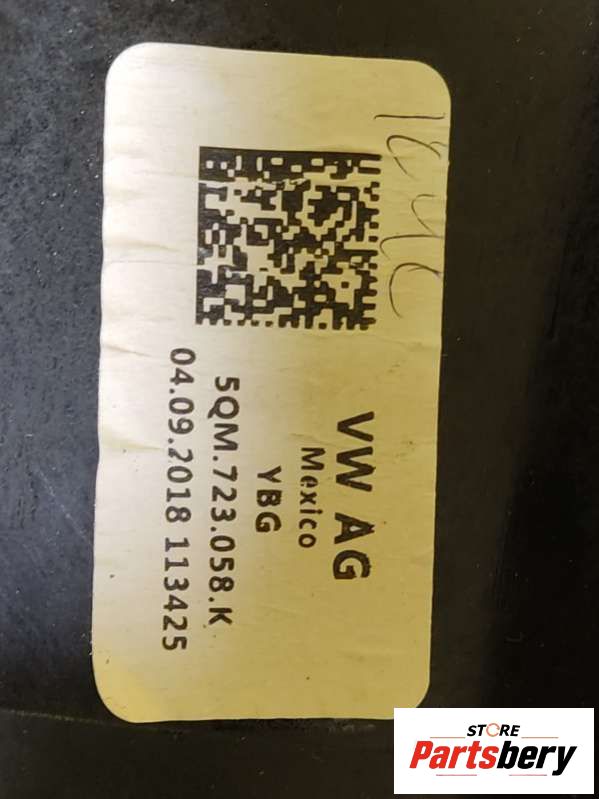 VW AG
Mexico
YBG
5QM.723.058.K
04.09.2018 113425
STORE
Partsbery